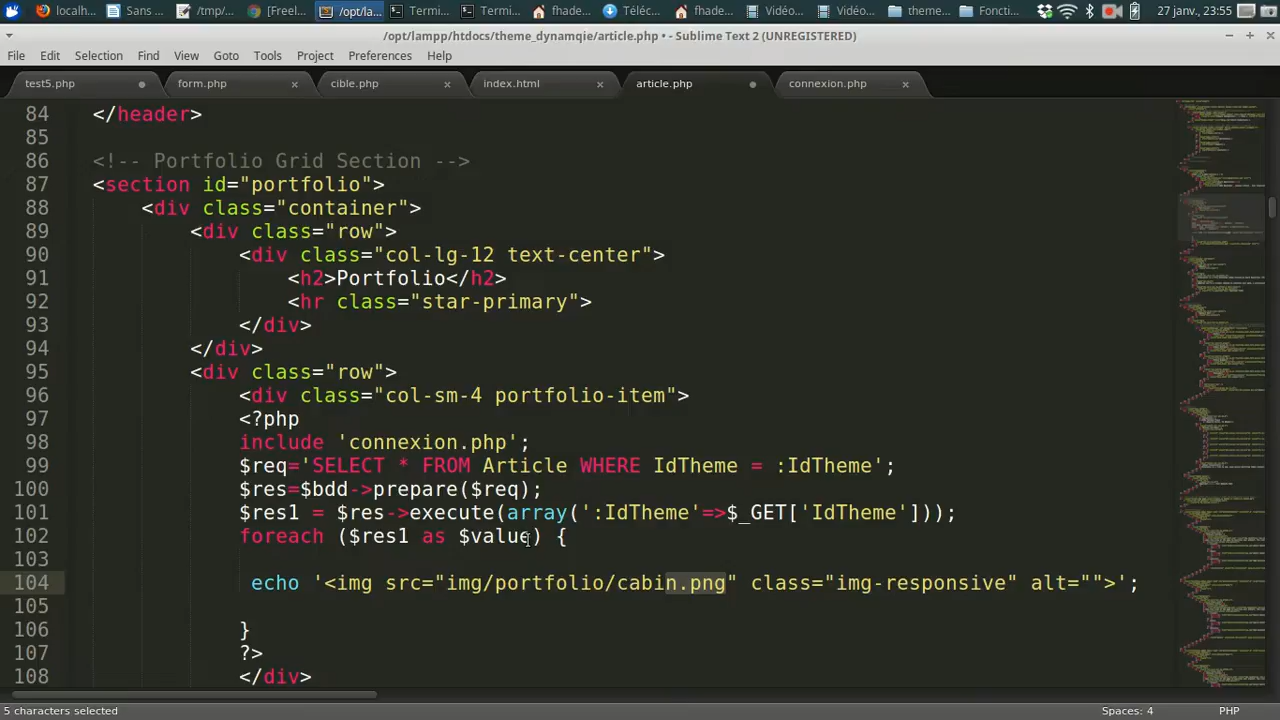 localh...
Sans ...
/tmp/...
[Freel...
/opt/la...
Termi...
Termi...
fhade...
Téléc...
fhade...
Vidéo...
Vidéo...
theme...
Foncti...
27 janv., 23:55
/opt/lampp/htdocs/theme_dynamqie/article.php • - Sublime Text 2 (UNREGISTERED)
File Edit Selection Find View Goto Tools Project Preferences Help
test5.php form.php cible.php index.html article.php connexion.php
84 </header>
85
86 <!-- Portfolio Grid Section -->
87 <section id="portfolio">
88 <div class="container">
89 <div class="row">
90 <div class="col-lg-12 text-center">
91 <h2>Portfolio</h2>
92 <hr class="star-primary">
93 </div>
94 </div>
95 <div class="row">
96 <div class="col-sm-4 portfolio-item">
97 <?php
98 include 'connexion.php';
99 $req='SELECT * FROM Article WHERE IdTheme = :IdTheme';
100 $res=$bdd->prepare($req);
101 $res1 = $res->execute(array(':IdTheme'=>$_GET['IdTheme']));
102 foreach ($res1 as $value) {
103
104 echo '<img src="img/portfolio/cabin.png" class="img-responsive" alt="">';
105
106 }
107 ?>
108 </div>
5 characters selected
Spaces: 4
PHP